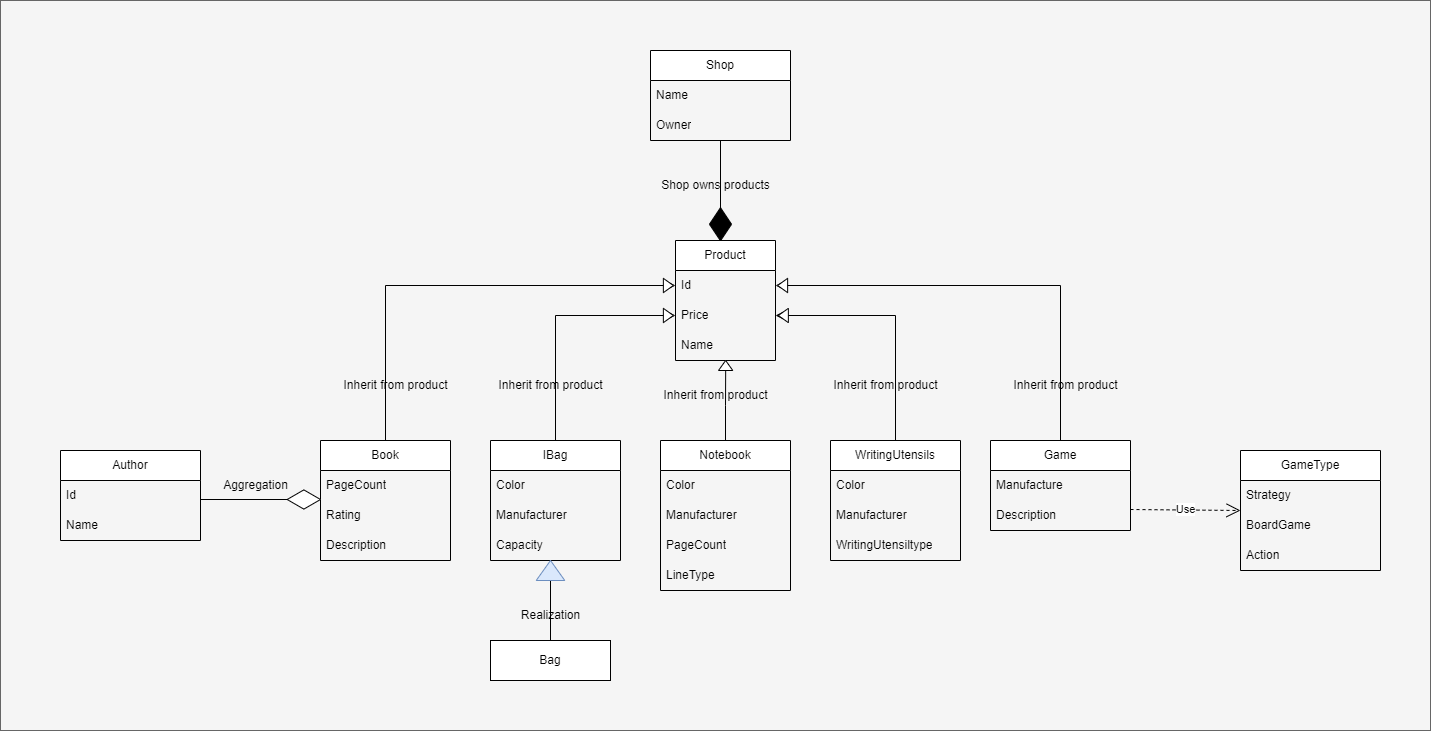 Shop
Name
Owner
Shop owns products
Product
Id
Price
Name
Inherit from product
Inherit from product
Inherit from product
Inherit from product
Inherit from product
Author
Id
Name
Aggregation
Book
PageCount
Rating
Description
IBag
Color
Manufacturer
Capacity
Notebook
Color
Manufacturer
PageCount
LineType
WritingUtensils
Color
Manufacturer
WritingUtensiltype
Game
Manufacture
Description
Use
GameType
Strategy
BoardGame
Action
Realization
Bag